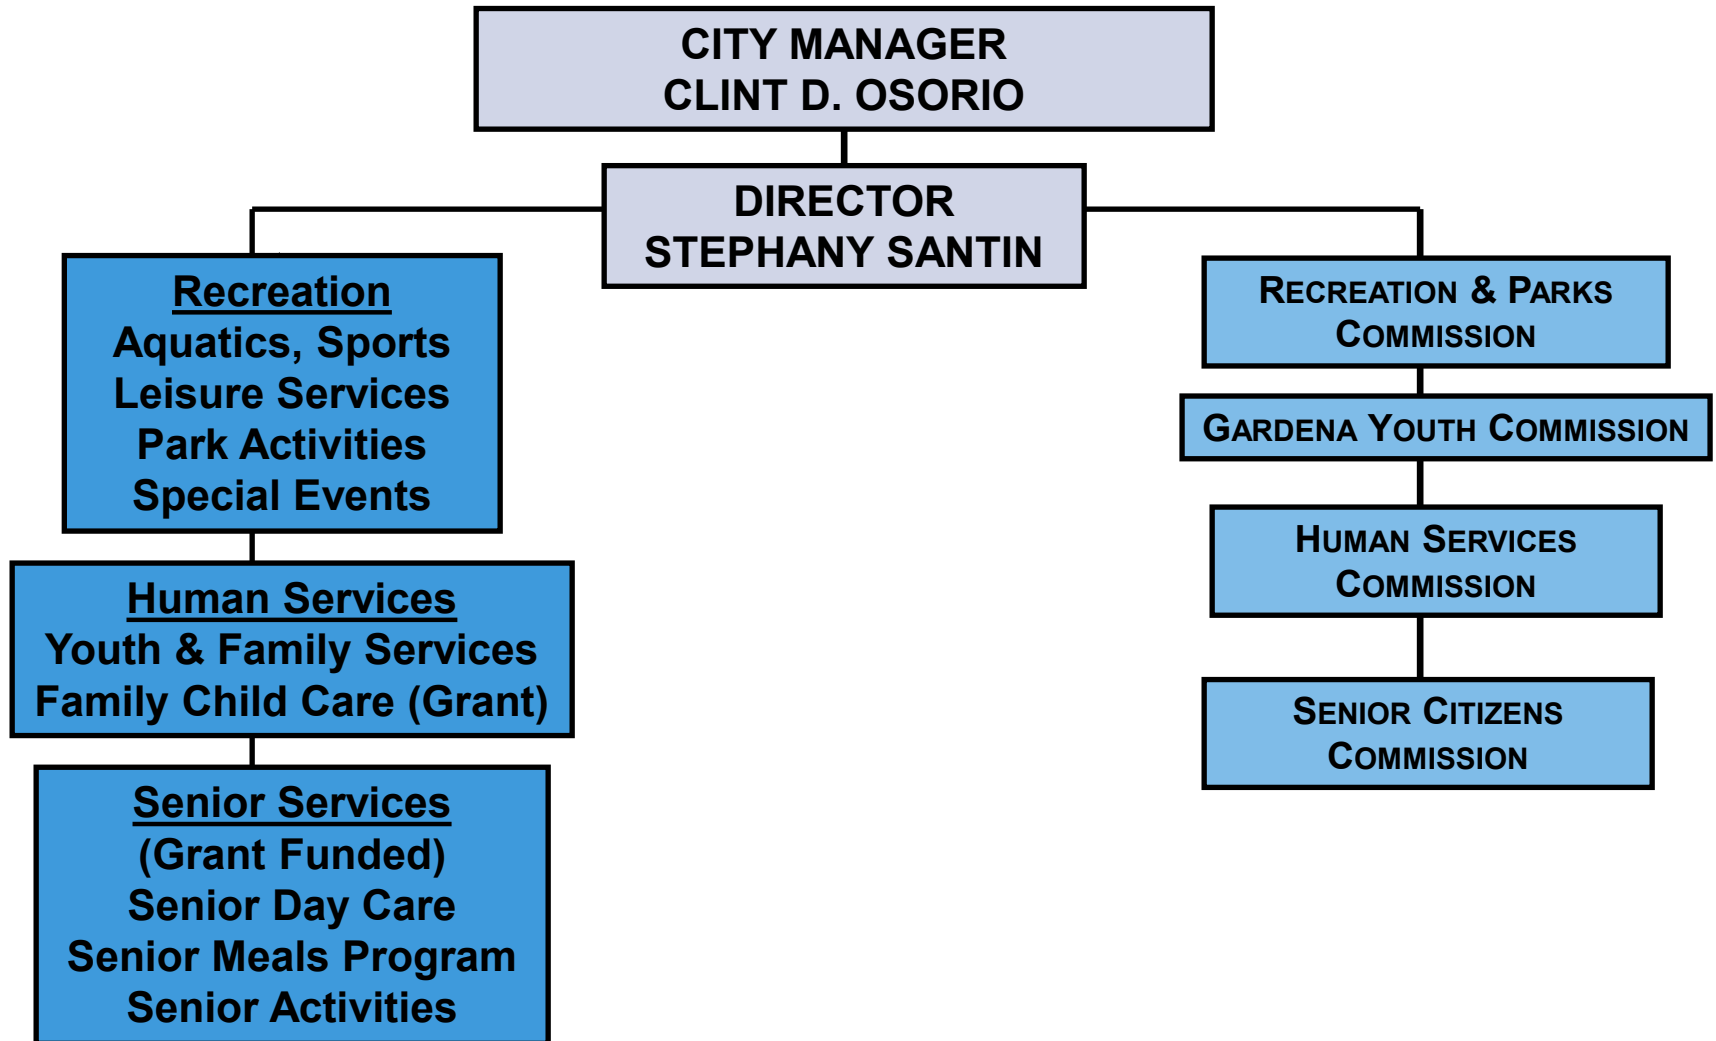 CITY MANAGER
CLINT D. OSORIO
DIRECTOR
STEPHANY SANTIN
Recreation
Aquatics, Sports
Leisure Services
Park Activities
Special Events
Human Services
Youth & Family Services
Family Child Care (Grant)
Senior Services
(Grant Funded)
Senior Day Care
Senior Meals Program
Senior Activities
RECREATION & PARKS
COMMISSION
GARDENA YOUTH COMMISSION
HUMAN SERVICES
COMMISSION
SENIOR CITIZENS
COMMISSION